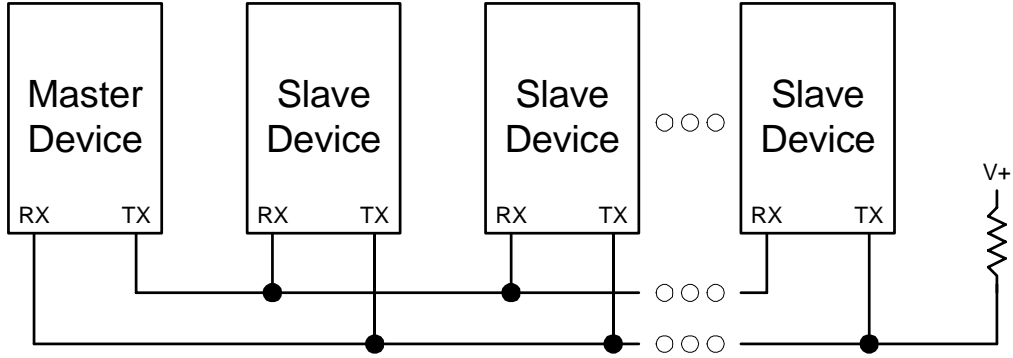 Master
Device
Slave
Device
Slave
Device
Slave
Device
V+
RX TX RX TX RX TX RX TX